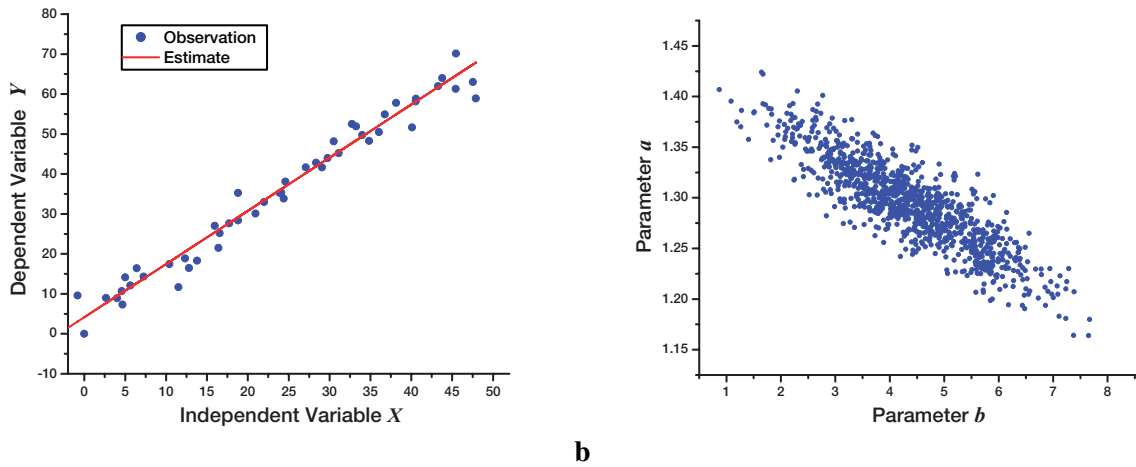 80
70
60
50
40
30
20
10
0
-10
Dependent Variable Y
Observation
Estimate
0 5 10 15 20 25 30 35 40 45 50
Independent Variable X
1.45
1.40
1.35
1.30
1.25
1.20
1.15
Parameter a
1 2 3 4 5 6 7 8
Parameter b
b